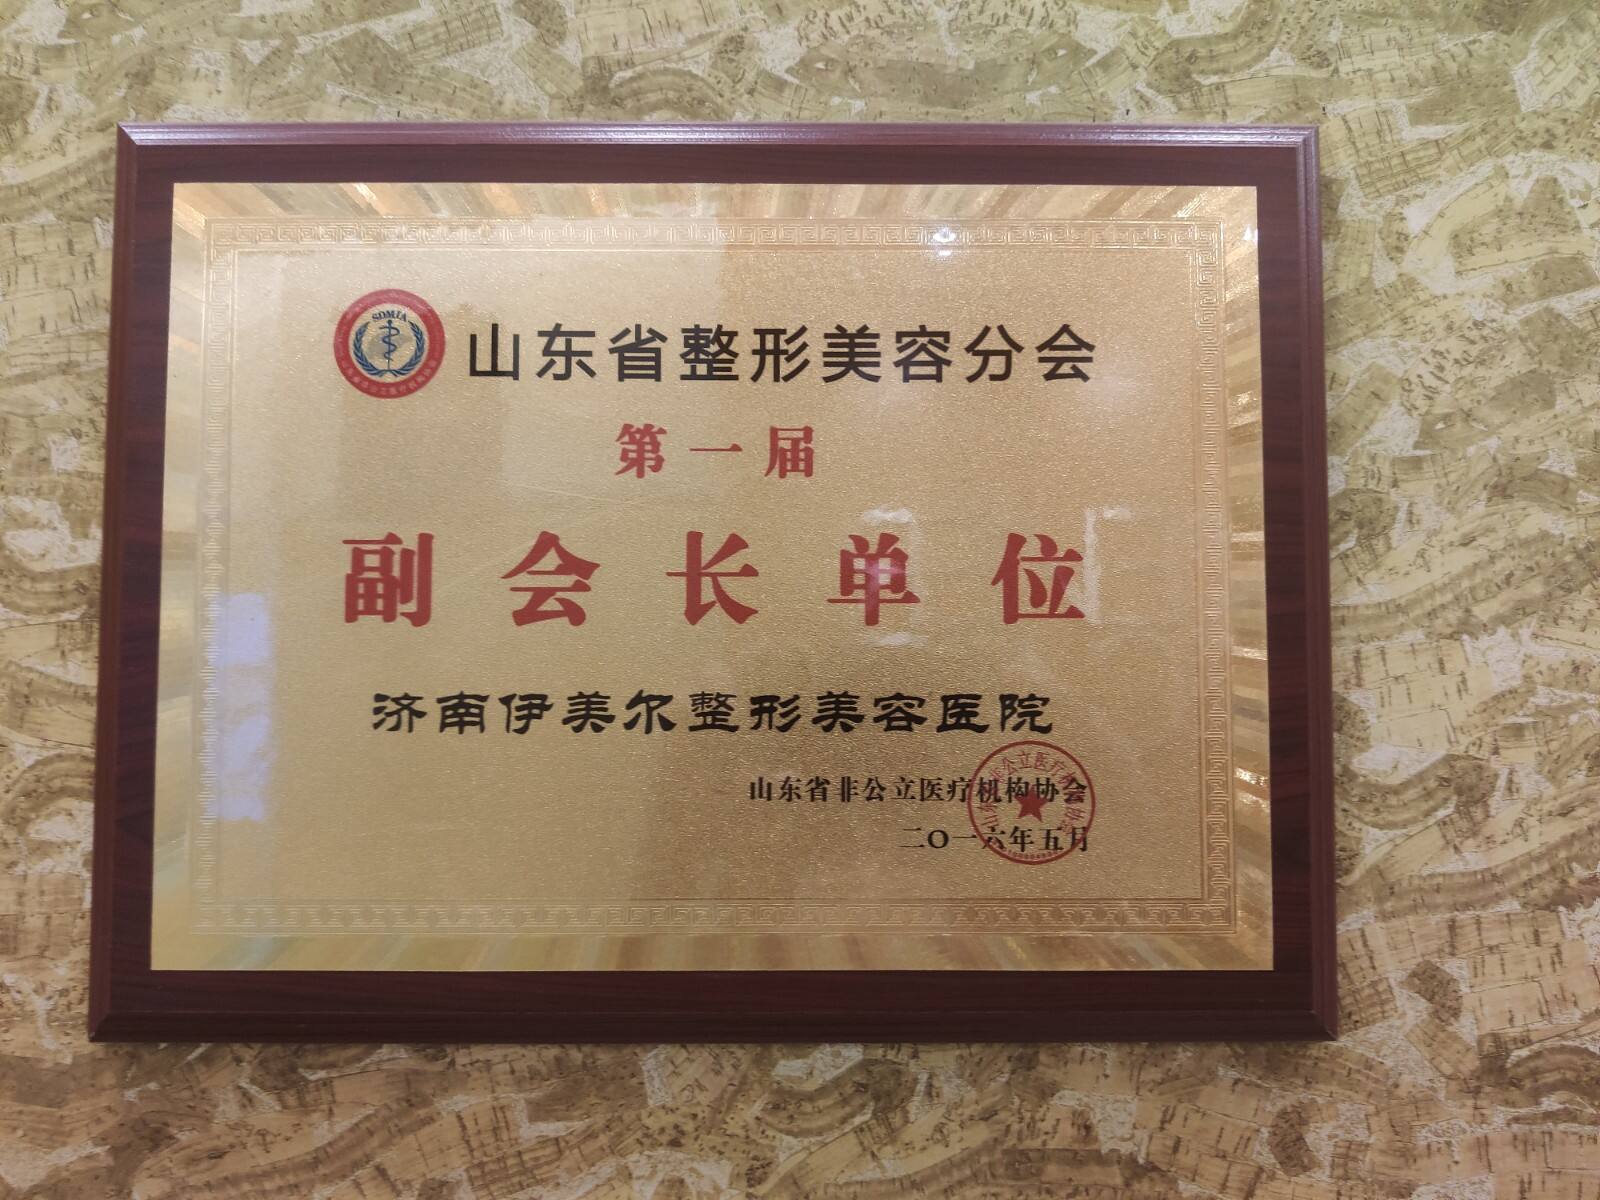 SDMIA
山东省整形美容分会
第一届
副会长单位
济南伊美尔整形美容医院
山东省非公立医疗机构协会
二〇一六年五月